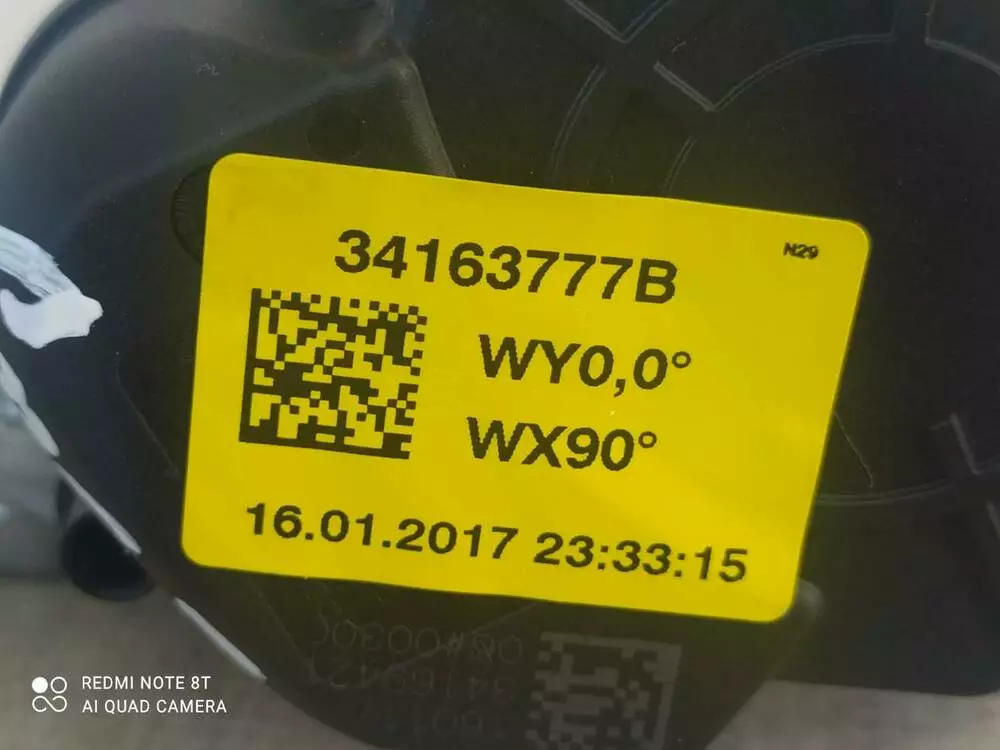 34163777B
N29
WY0,0°
WX90°
16.01.2017 23:33:15
REDMI NOTE 8T
AI QUAD CAMERA